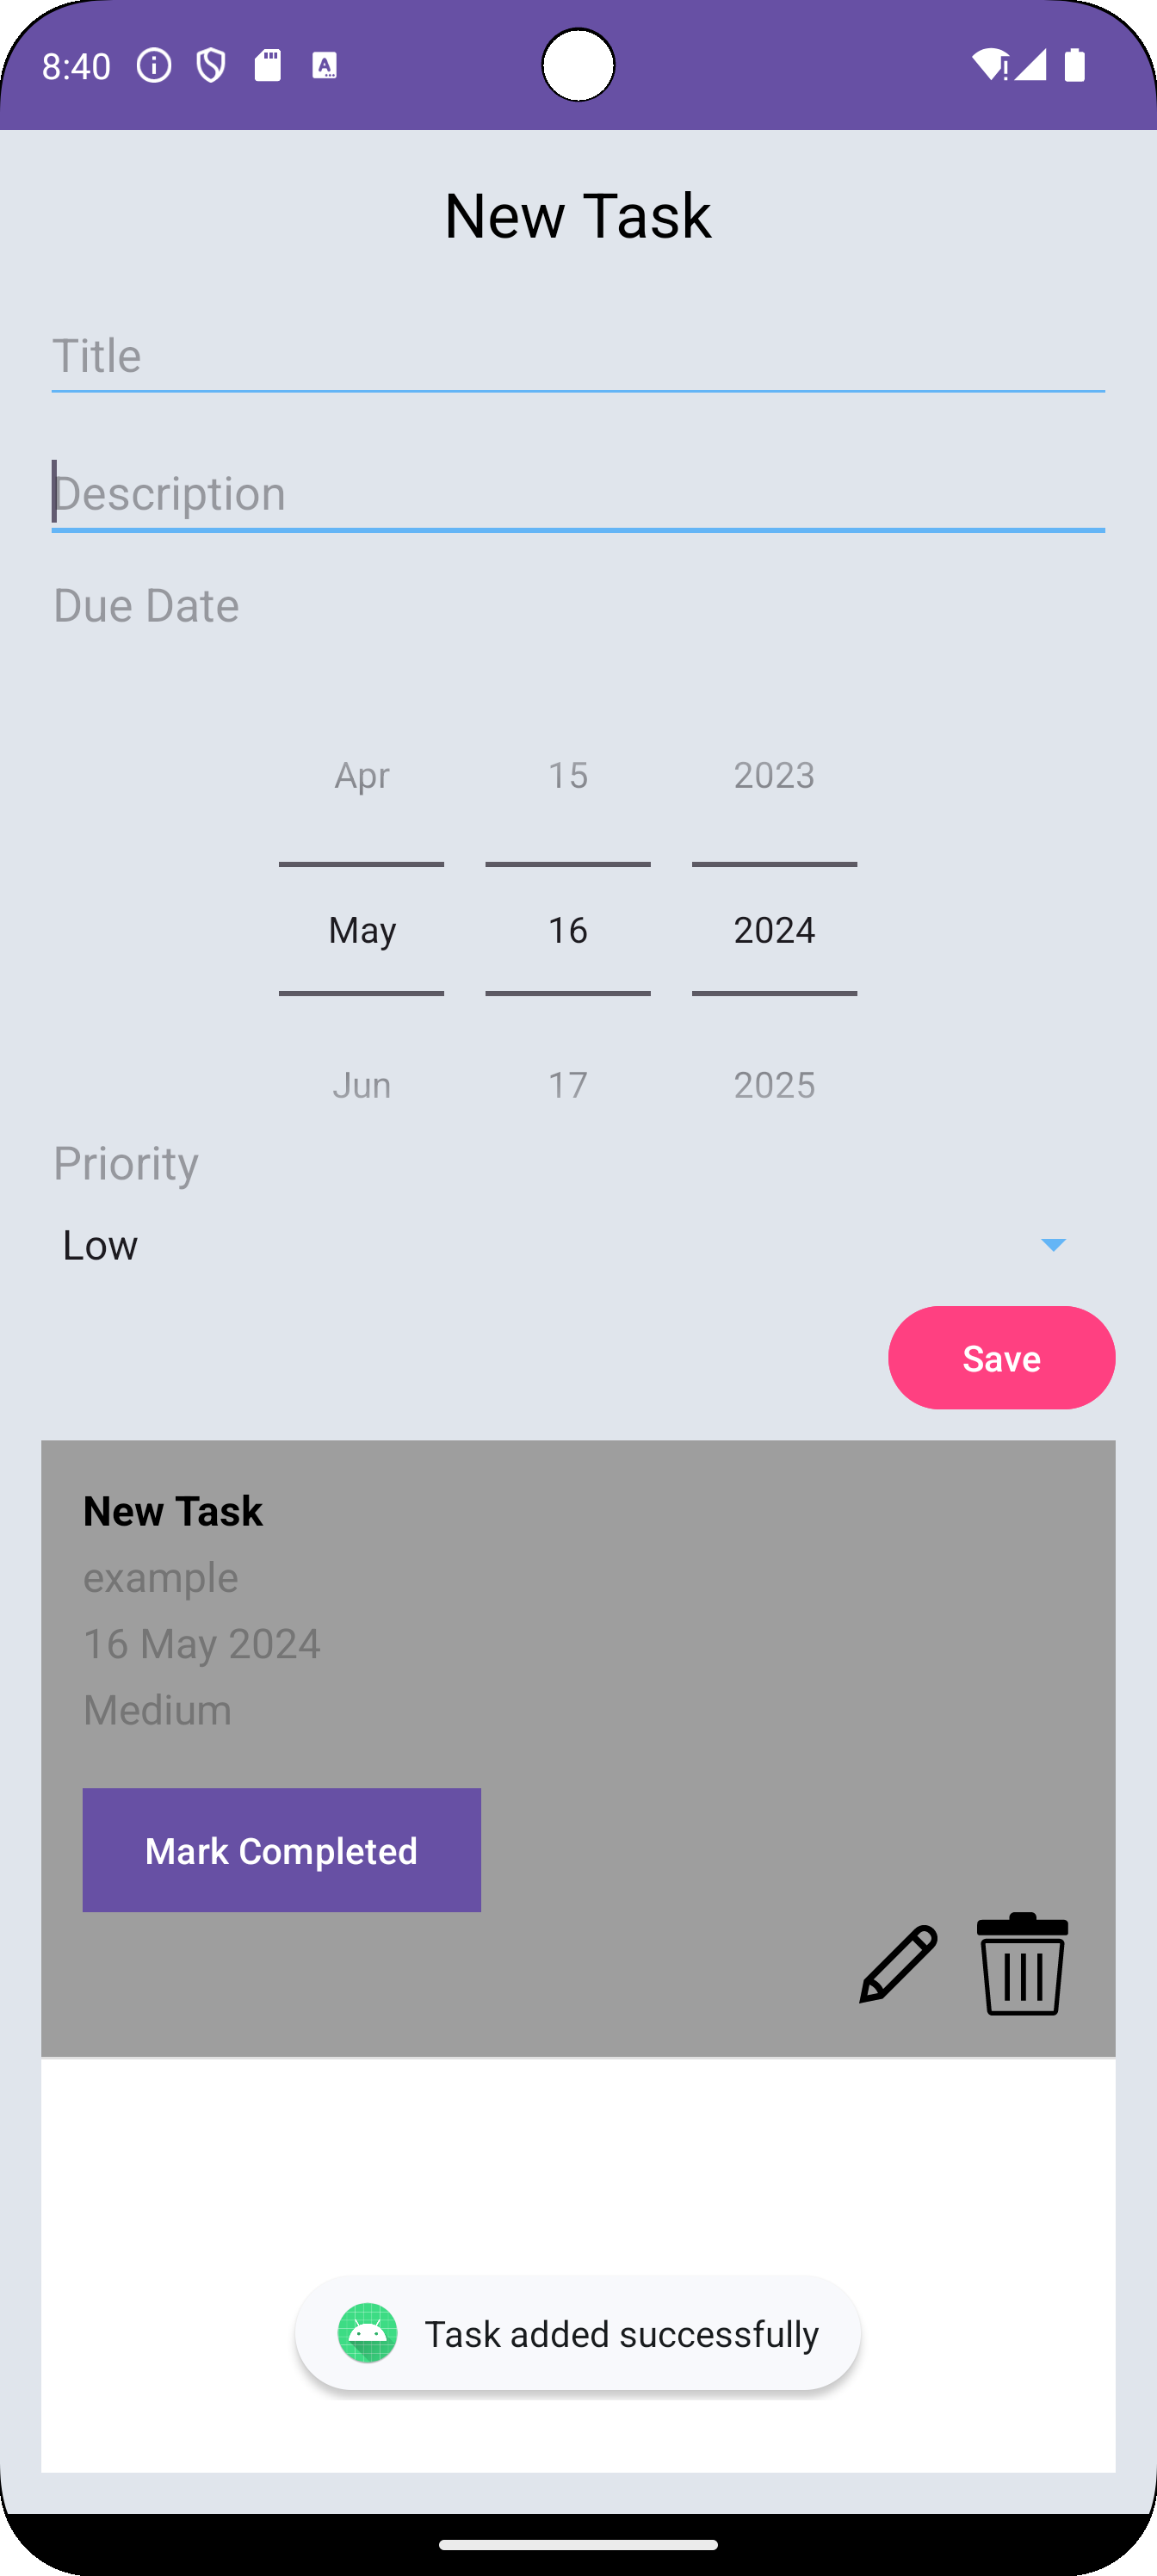 8:40
New Task
Title
Description
Due Date
Apr 15 2023
May 16 2024
Jun 17 2025
Priority
Low
Save
New Task
example
16 May 2024
Medium
Mark Completed
Task added successfully